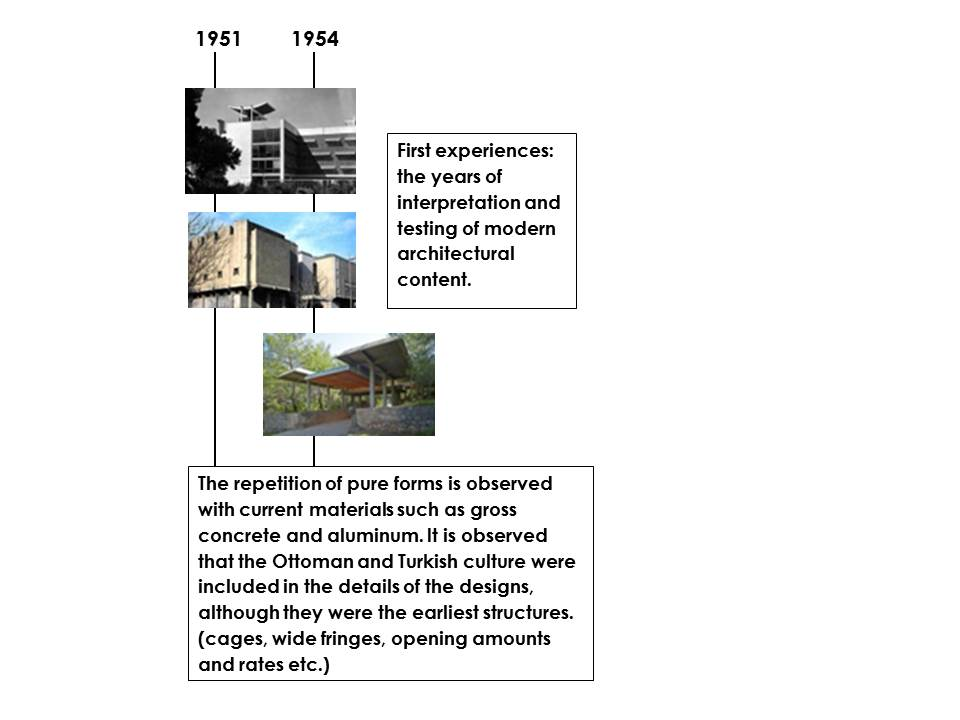 1951 1954
First experiences:
the years of
interpretation and
testing of modern
architectural
content.
The repetition of pure forms is observed
with current materials such as gross
concrete and aluminum. It is observed
that the Ottoman and Turkish culture were
included in the details of the designs,
although they were the earliest structures.
(cages, wide fringes, opening amounts
and rates etc.)